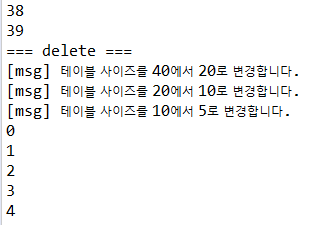 38
39
=== delete ===
[msg] 테이블 사이즈를 40에서 20로 변경합니다.
[msg] 테이블 사이즈를 20에서 10로 변경합니다.
[msg] 테이블 사이즈를 10에서 5로 변경합니다.
0
1
2
3
4